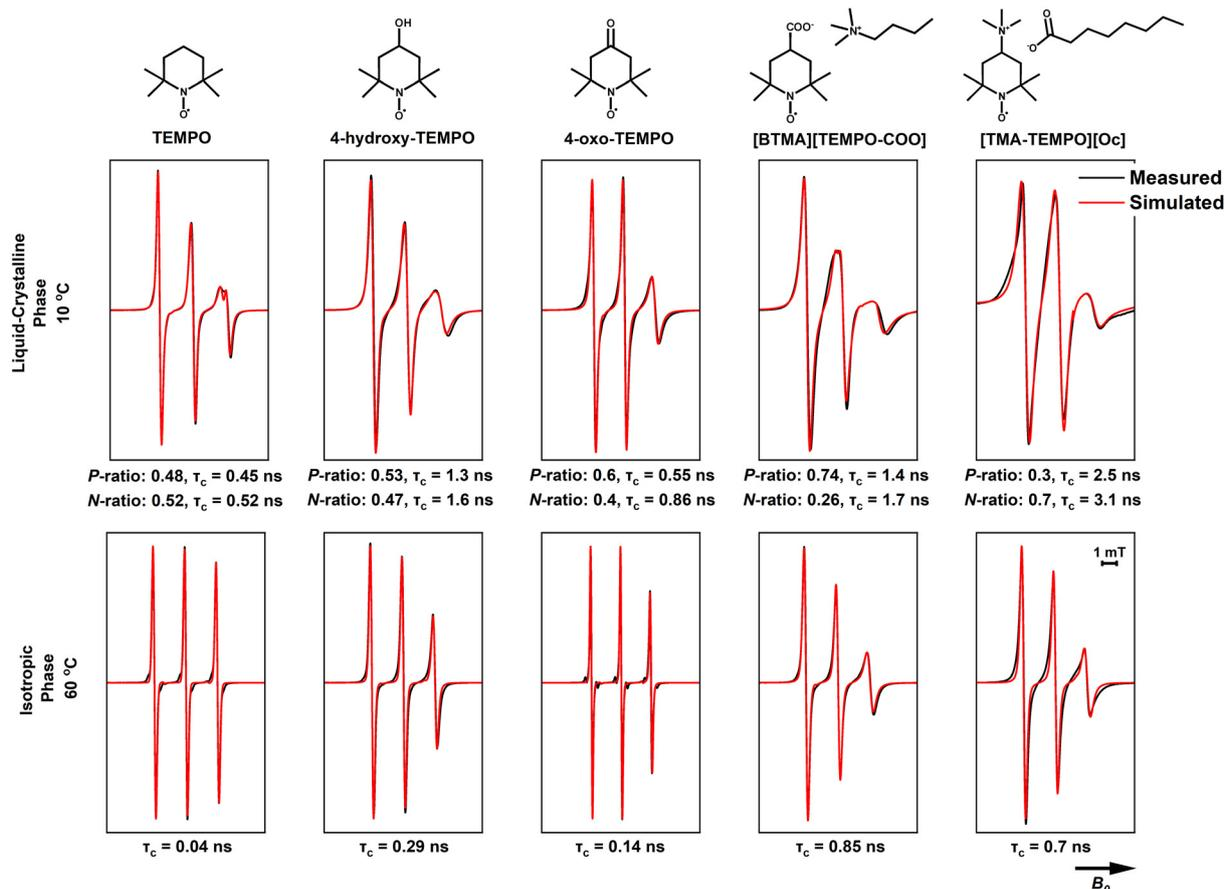 OH
O
COO⁻
N⁺
N⁺
O
⁻O
N
O•
N
O•
N
O•
N
O•
N
O•
TEMPO
4-hydroxy-TEMPO
4-oxo-TEMPO
[BTMA][TEMPO-COO]
[TMA-TEMPO][Oc]
Measured
Simulated
Liquid-Crystalline
Phase
10 °C
P-ratio: 0.48, τc = 0.45 ns
N-ratio: 0.52, τc = 0.52 ns
P-ratio: 0.53, τc = 1.3 ns
N-ratio: 0.47, τc = 1.6 ns
P-ratio: 0.6, τc = 0.55 ns
N-ratio: 0.4, τc = 0.86 ns
P-ratio: 0.74, τc = 1.4 ns
N-ratio: 0.26, τc = 1.7 ns
P-ratio: 0.3, τc = 2.5 ns
N-ratio: 0.7, τc = 3.1 ns
Isotropic
Phase
60 °C
1 mT
τc = 0.04 ns
τc = 0.29 ns
τc = 0.14 ns
τc = 0.85 ns
τc = 0.7 ns
B₀